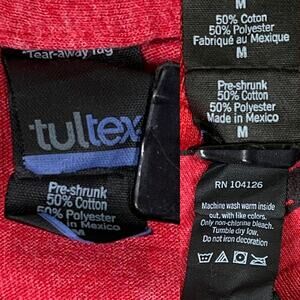 Tear-away Tag
tultex
Pre-shrunk
50% Cotton
50% Polyester
in Mexico
M
M
50% Coton
50% Polyester
Fabriqué au Mexique
M
Pre-shrunk
50% Cotton
50% Polyester
Made in Mexico
M
RN 104126
Machine wash warm inside
out, with like colors.
Only non-chlorine bleach.
Tumble dry low.
Do not iron decoration